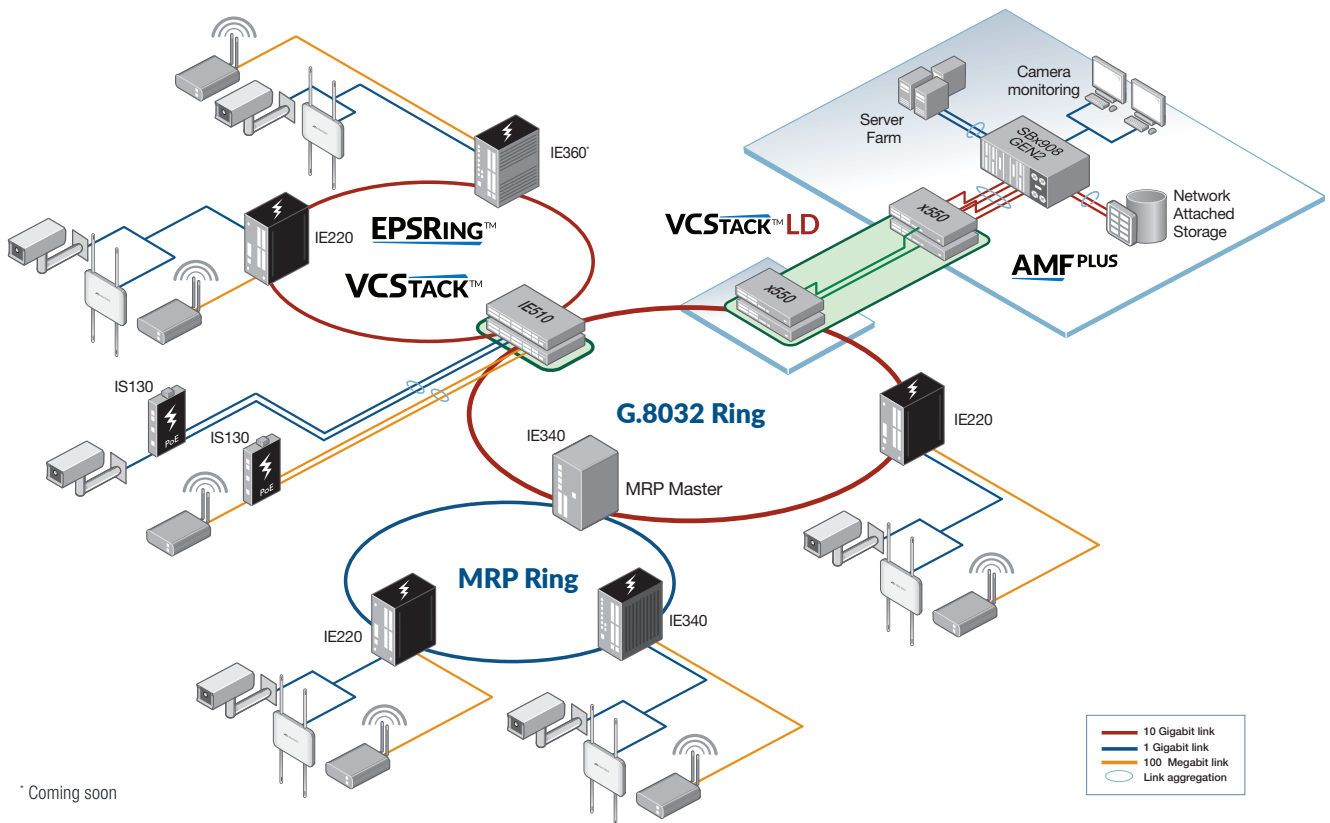 IE360*
Server
Farm
Camera
monitoring
SBx908
GEN2
Network
Attached
Storage
x550
VCSTACK™ LD
AMF PLUS
IE220
EPSRING™
VCSTACK™
IE510
x550
IS130
PoE
IS130
PoE
G.8032 Ring
IE220
IE340
MRP Master
MRP Ring
IE220
IE340
10 Gigabit link
1 Gigabit link
100 Megabit link
Link aggregation
* Coming soon